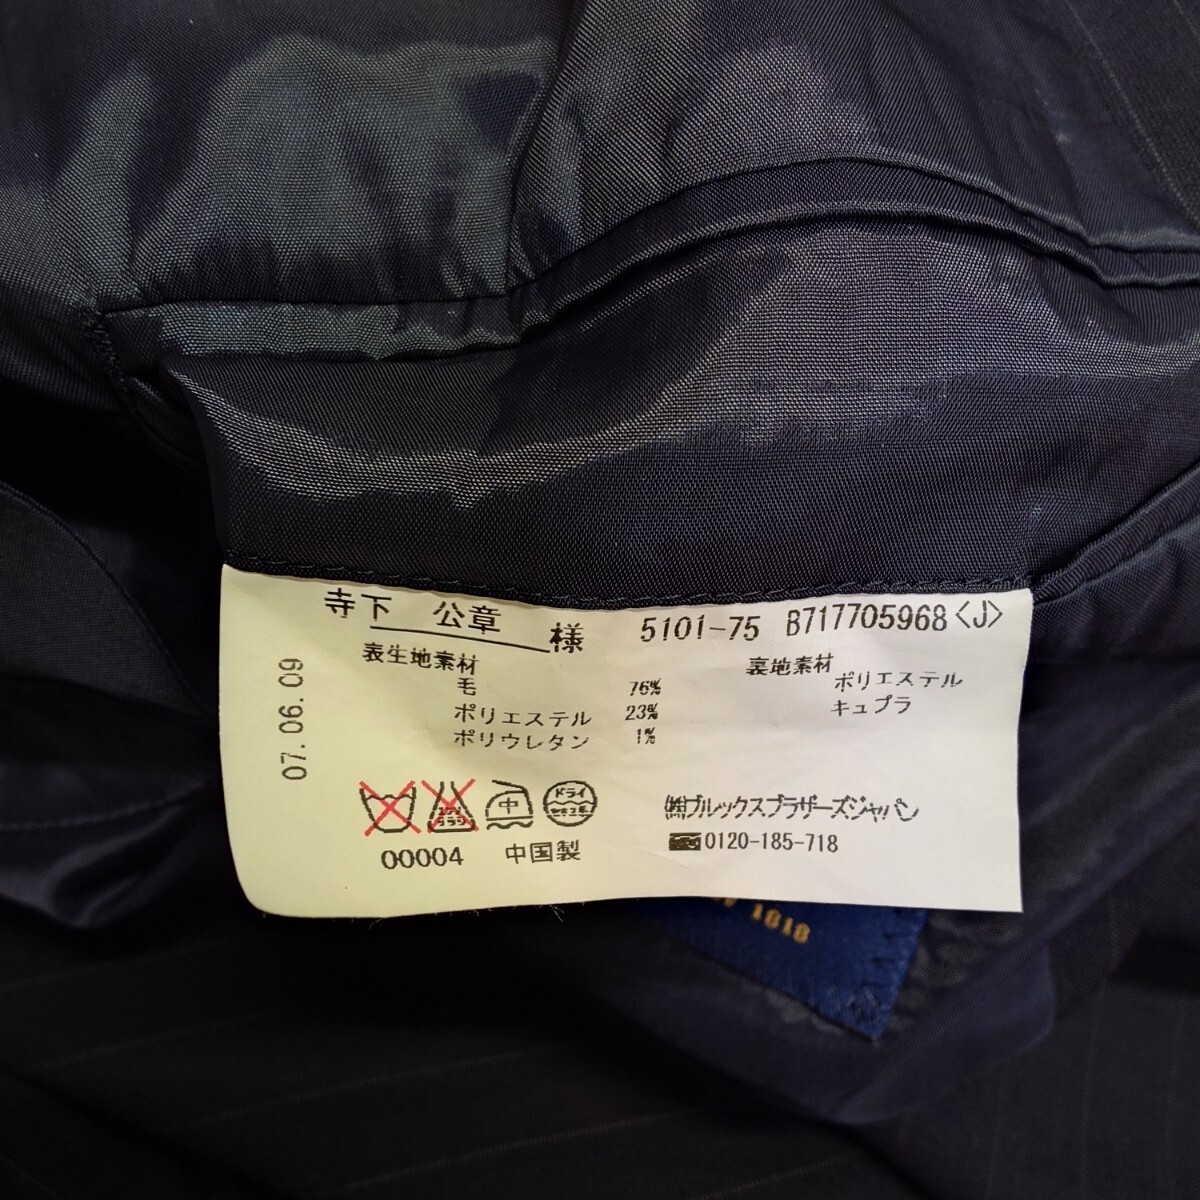 寺下 公章 様 5101-75 B717705968<J>
表生地素材
毛 76%
ポリエステル 23%
ポリウレタン 1%
裏地素材
ポリエステル
キュプラ
07.06.09
中
ドライ
00004 中国製
㈱ブルックスブラザーズジャパン
0120-185-718
1818